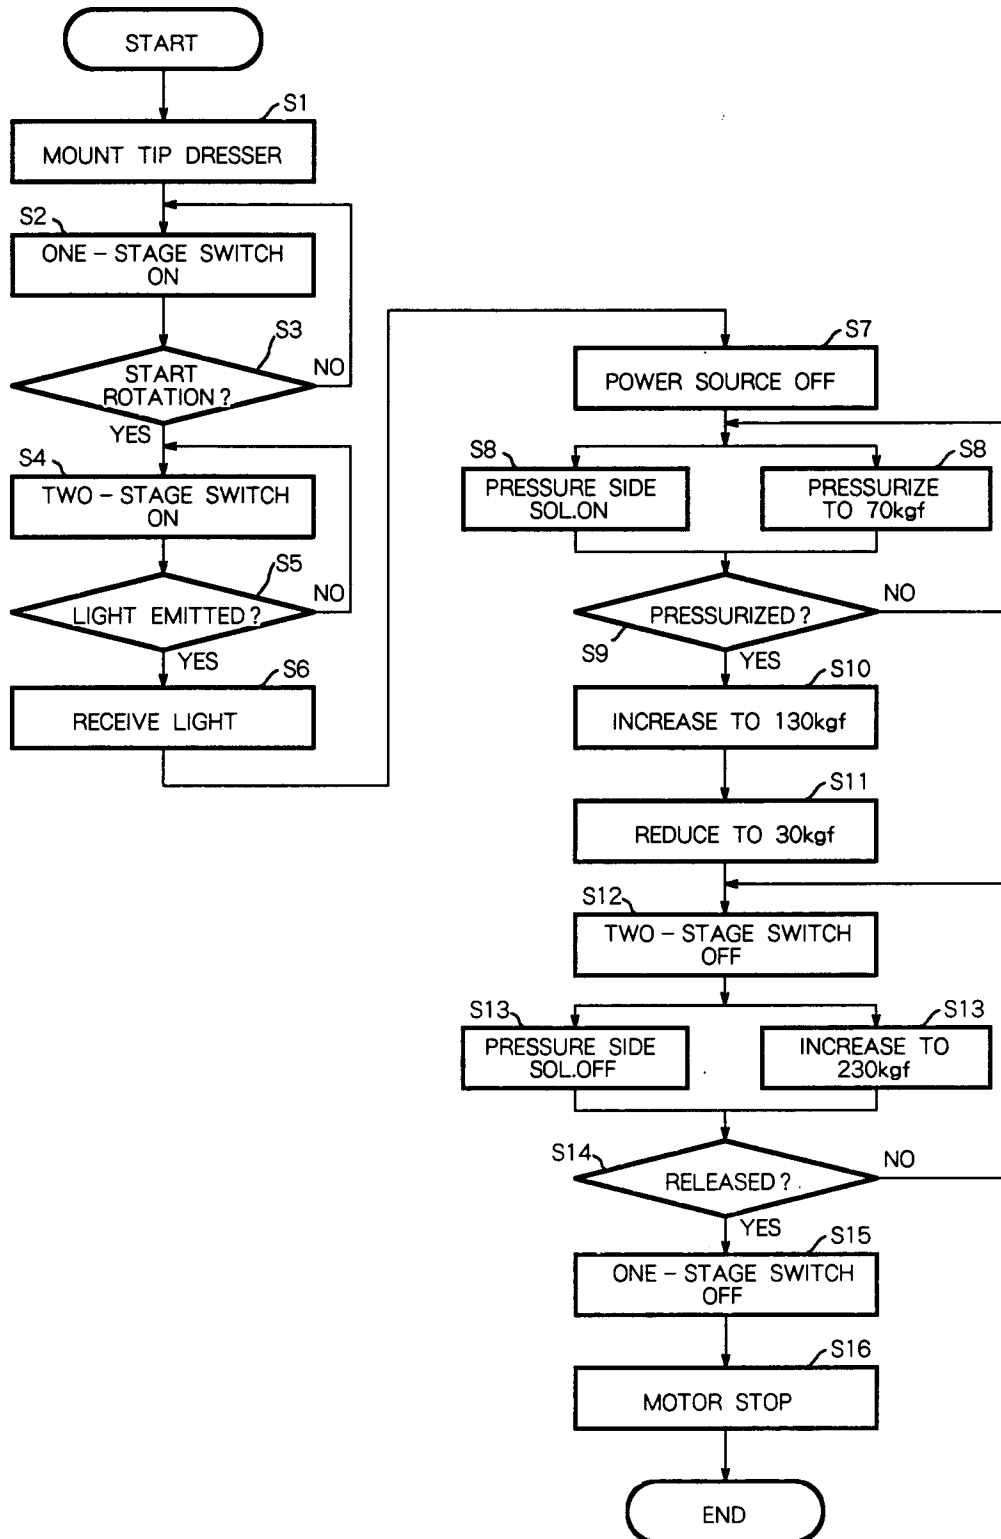 START
S1
MOUNT TIP DRESSER
S2
ONE – STAGE SWITCH
ON
S3
START
ROTATION?
NO
YES
S4
TWO – STAGE SWITCH
ON
S5
LIGHT EMITTED?
NO
YES
S6
RECEIVE LIGHT
S7
POWER SOURCE OFF
S8
PRESSURE SIDE
SOL.ON
S8
PRESSURIZE
TO 70kgf
PRESSURIZED?
NO
S9
YES
S10
INCREASE TO 130kgf
S11
REDUCE TO 30kgf
S12
TWO – STAGE SWITCH
OFF
S13
PRESSURE SIDE
SOL.OFF
S13
INCREASE TO
230kgf
S14
RELEASED?
NO
YES
S15
ONE – STAGE SWITCH
OFF
S16
MOTOR STOP
END